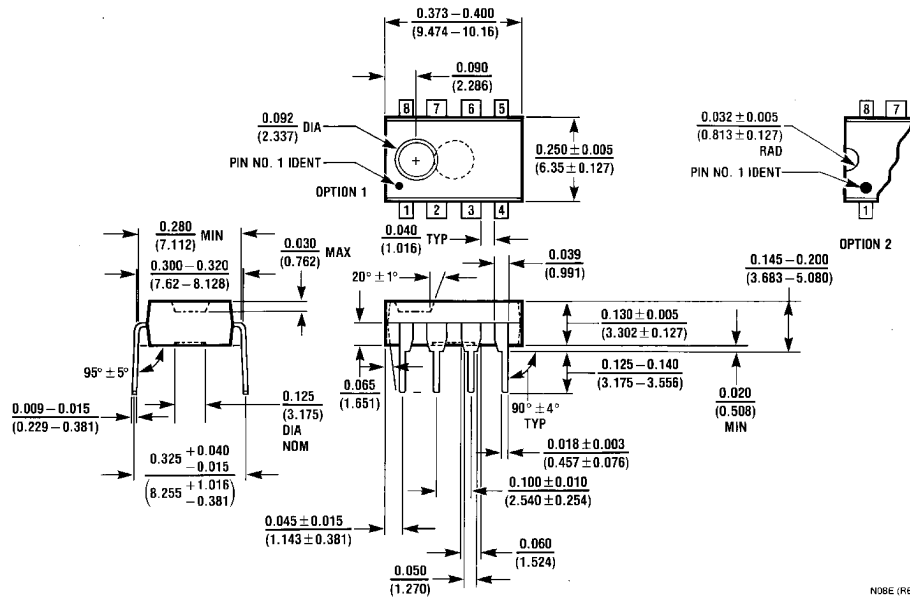 0.373–0.400
(9.474–10.16)
0.090
(2.286)
8 7 6 5
0.092 DIA
(2.337)
PIN NO. 1 IDENT
OPTION 1
1 2 3 4
0.250 ± 0.005
(6.35 ± 0.127)
0.032 ± 0.005
(0.813 ± 0.127)
RAD
PIN NO. 1 IDENT
8 7
1
OPTION 2
0.280 MIN
(7.112)
0.300–0.320
(7.62–8.128)
0.030 MAX
(0.762)
0.040 TYP
(1.016)
0.039
(0.991)
20° ± 1°
0.145–0.200
(3.683–5.080)
0.130 ± 0.005
(3.302 ± 0.127)
0.125–0.140
(3.175–3.556)
0.020
(0.508)
MIN
95° ± 5°
0.009–0.015
(0.229–0.381)
0.125
(3.175)
DIA
NOM
0.065
(1.651)
90° ± 4°
TYP
0.018 ± 0.003
(0.457 ± 0.076)
0.325 +0.040
−0.015
(8.255 +1.016
−0.381)
0.100 ± 0.010
(2.540 ± 0.254)
0.045 ± 0.015
(1.143 ± 0.381)
0.060
(1.524)
0.050
(1.270)
N08E